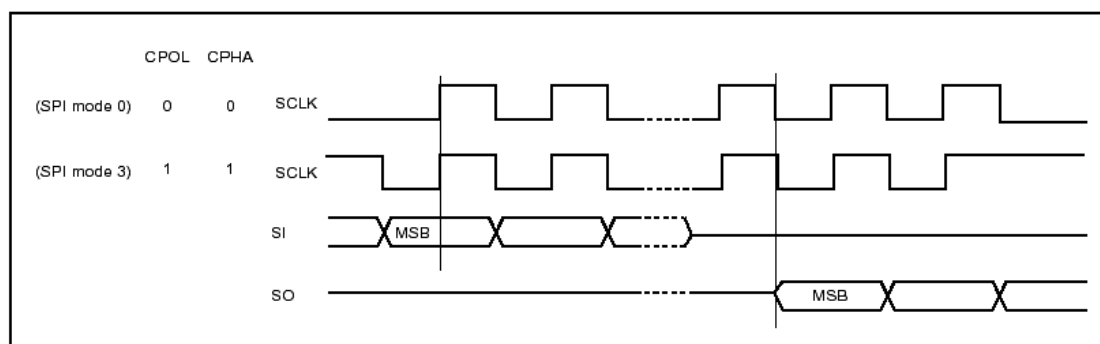 CPOL CPHA
(SPI mode 0) 0 0 SCLK
(SPI mode 3) 1 1 SCLK
SI MSB
SO MSB